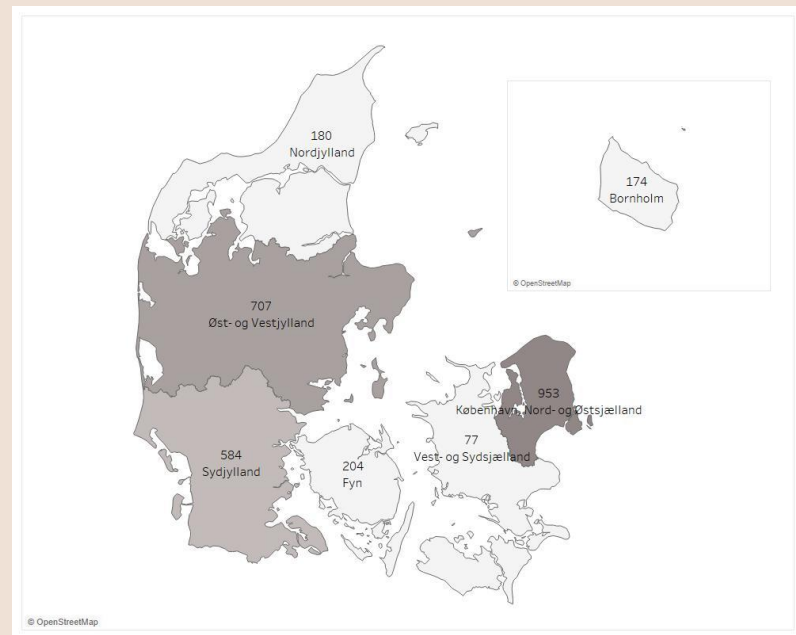 180
Nordjylland
174
Bornholm
© OpenStreetMap
707
Øst- og Vestjylland
953
København, Nord- og Østsjælland
77
Vest- og Sydsjælland
584
Sydjylland
204
Fyn
© OpenStreetMap